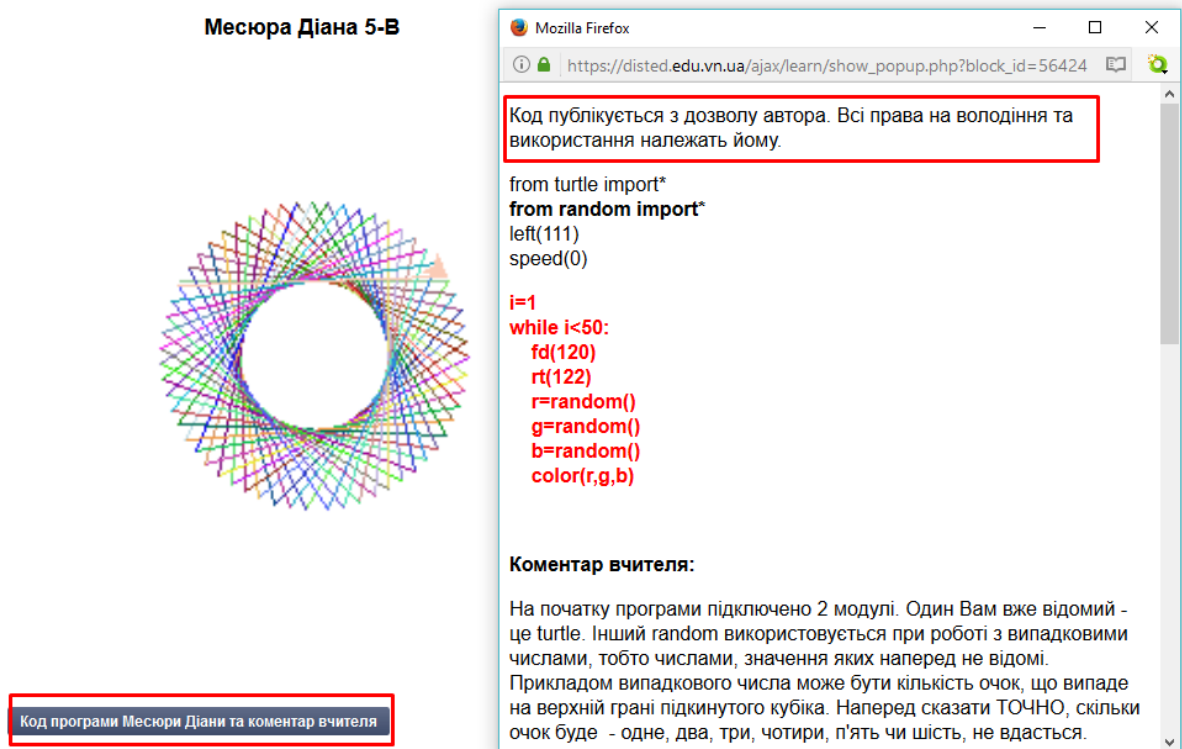 Месюра Діана 5-В
Код програми Месюри Діани та коментар вчителя
Mozilla Firefox
https://disted.edu.vn.ua/ajax/learn/show_popup.php?block_id=56424
Код публікується з дозволу автора. Всі права на володіння та
використання належать йому.
from turtle import*
from random import*
left(111)
speed(0)
i=1
while i<50:
fd(120)
rt(122)
r=random()
g=random()
b=random()
color(r,g,b)
Коментар вчителя:
На початку програми підключено 2 модулі. Один Вам вже відомий -
це turtle. Інший random використовується при роботі з випадковими
числами, тобто числами, значення яких наперед не відомі.
Прикладом випадкового числа може бути кількість очок, що випаде
на верхній грані підкинутого кубіка. Наперед сказати ТОЧНО, скільки
очок буде  - одне, два, три, чотири, п'ять чи шість, не вдасться.